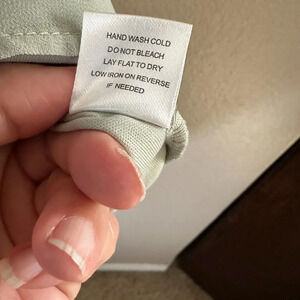 HAND WASH COLD
DO NOT BLEACH
LAY FLAT TO DRY
LOW IRON ON REVERSE
IF NEEDED